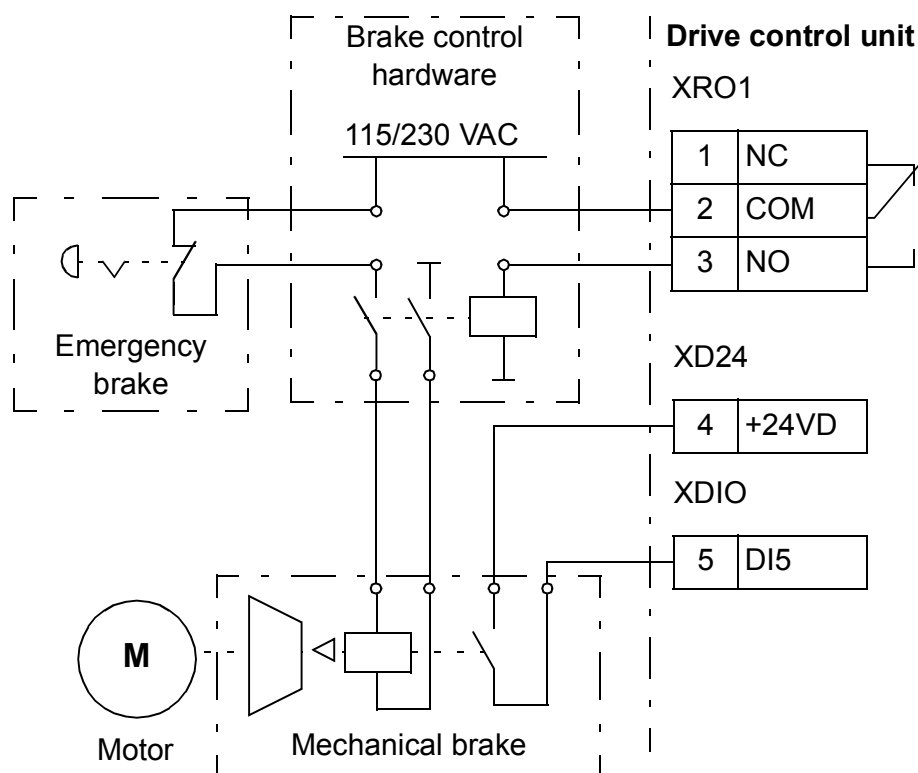 Brake control
hardware
115/230 VAC
Drive control unit
XRO1
1 NC
2 COM
3 NO
Emergency
brake
XD24
4 +24VD
XDIO
5 DI5
M
Motor
Mechanical brake